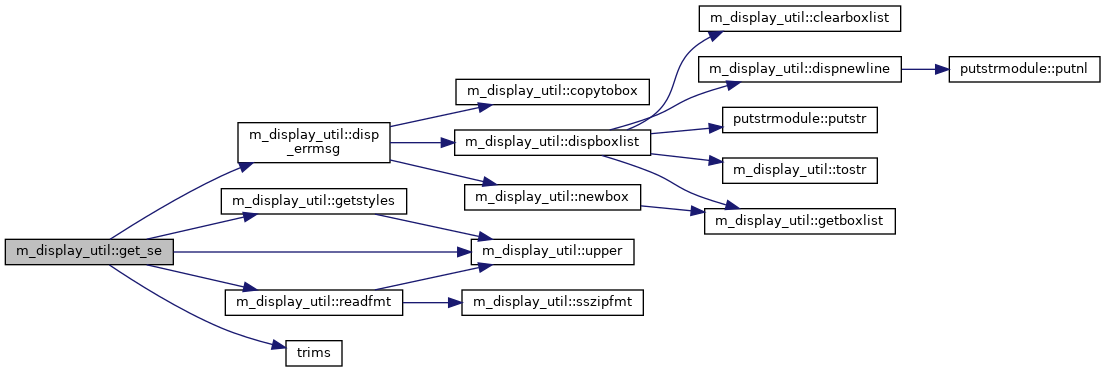 m_display_util::clearboxlist
m_display_util::dispnewline
putstrmodule::putnl
m_display_util::copytobox
putstrmodule::putstr
m_display_util::disp
_errmsg
m_display_util::dispboxlist
m_display_util::tostr
m_display_util::newbox
m_display_util::getstyles
m_display_util::getboxlist
m_display_util::get_se
m_display_util::upper
m_display_util::readfmt
m_display_util::sszipfmt
trims